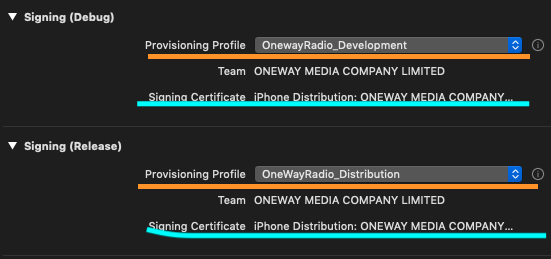 Signing (Debug)
Provisioning Profile OnewayRadio_Development
Team ONEWAY MEDIA COMPANY LIMITED
Signing Certificate iPhone Distribution: ONEWAY MEDIA COMPANY...
Signing (Release)
Provisioning Profile OneWayRadio_Distribution
Team ONEWAY MEDIA COMPANY LIMITED
Signing Certificate iPhone Distribution: ONEWAY MEDIA COMPANY...